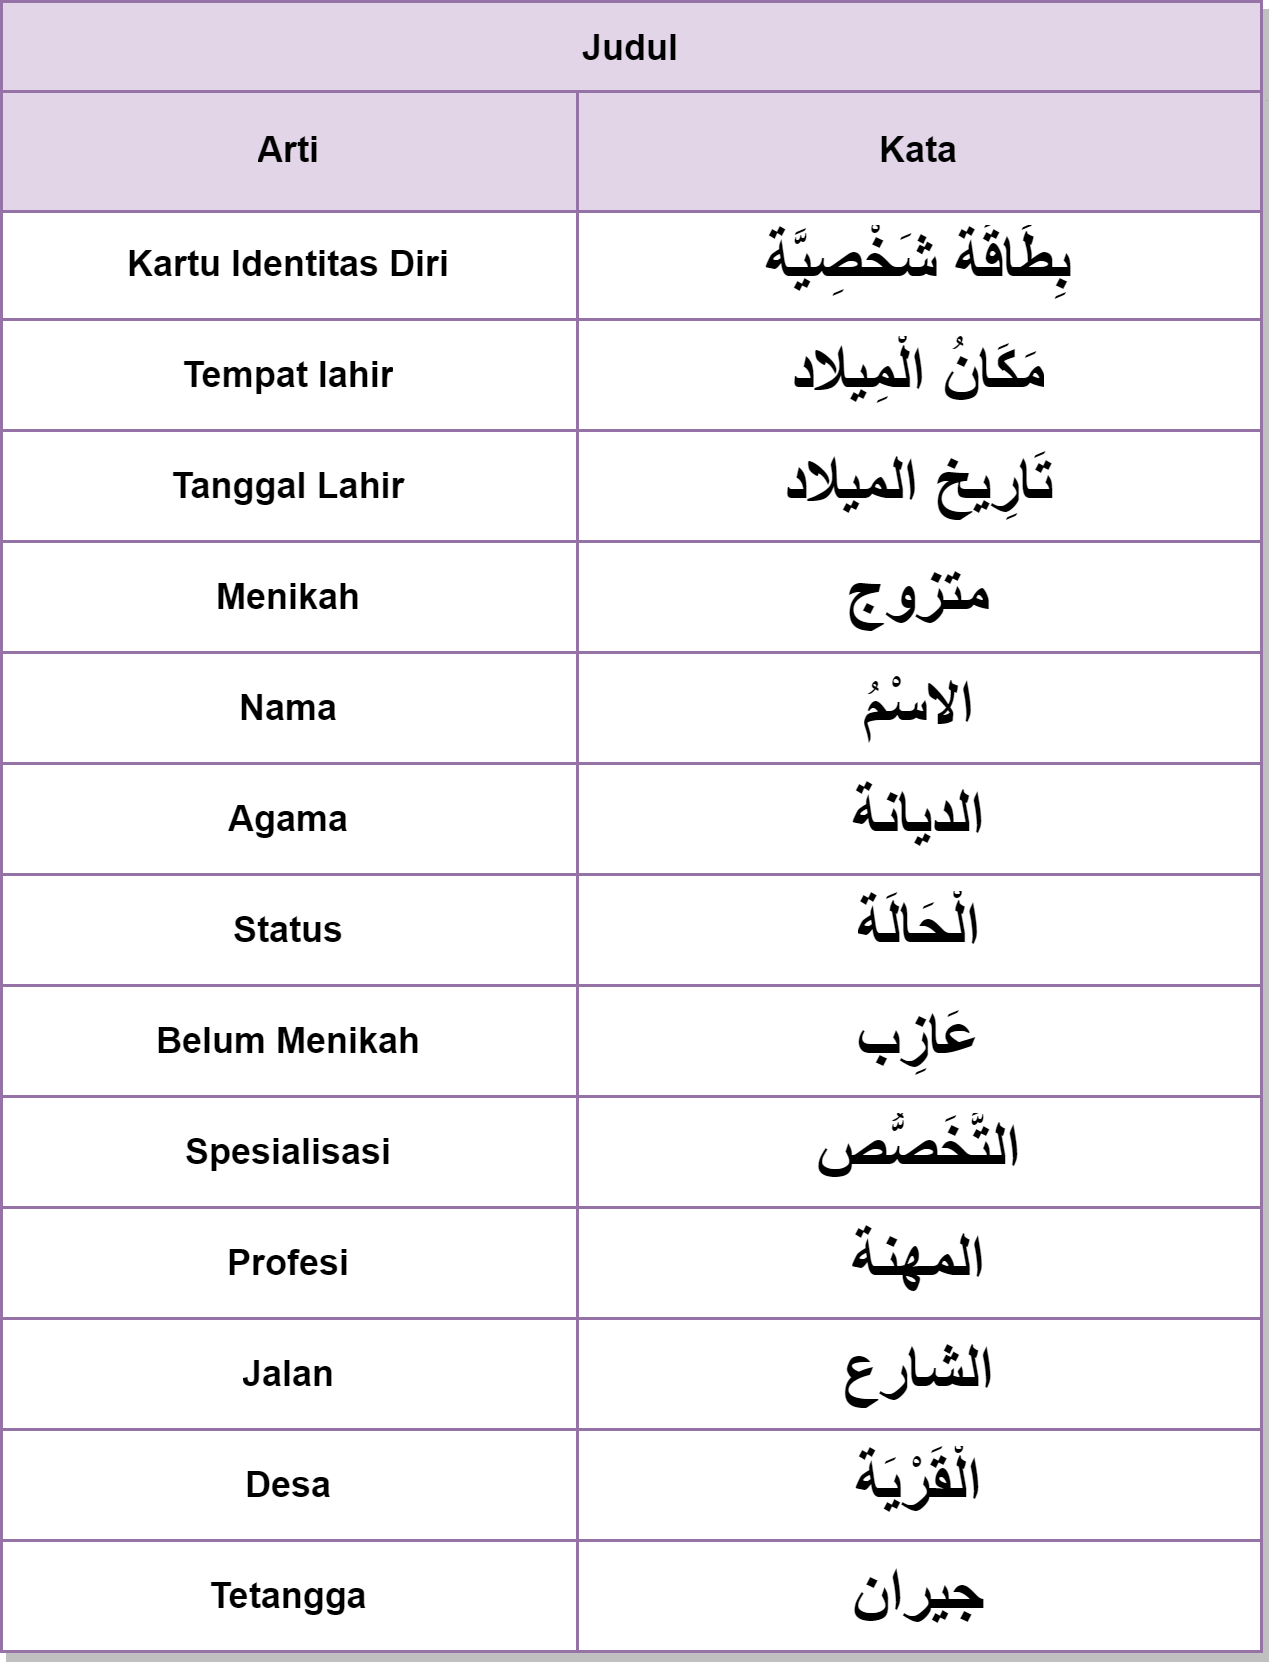 Judul
Arti Kata
Kartu Identitas Diri بِطَاقَة شَخْصِيَّة
Tempat lahir مَكَانُ الْمِيلاد
Tanggal Lahir تَارِيخ الميلاد
Menikah متزوج
Nama الاسْمُ
Agama الديانة
Status الْحَالَة
Belum Menikah عَازِب
Spesialisasi التَّخَصُّص
Profesi المهنة
Jalan الشارع
Desa الْقَرْيَة
Tetangga جيران